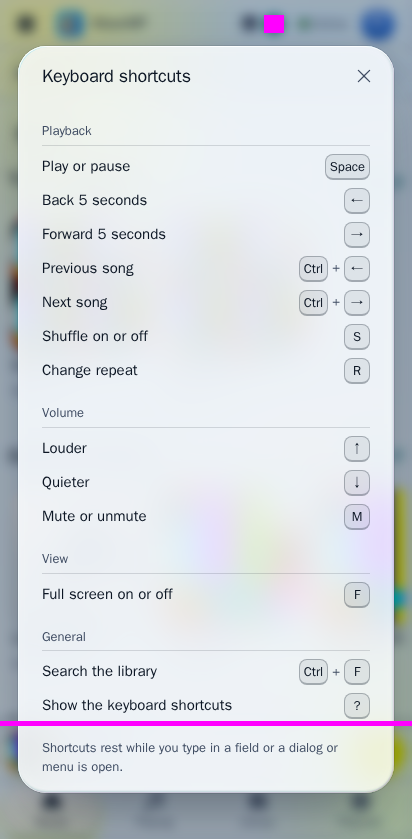 Keyboard shortcuts
Playback
Play or pause Space
Back 5 seconds ←
Forward 5 seconds →
Previous song Ctrl + ←
Next song Ctrl + →
Shuffle on or off S
Change repeat R
Volume
Louder ↑
Quieter ↓
Mute or unmute M
View
Full screen on or off F
General
Search the library Ctrl + F
Show the keyboard shortcuts ?
Shortcuts rest while you type in a field or a dialog or
menu is open.